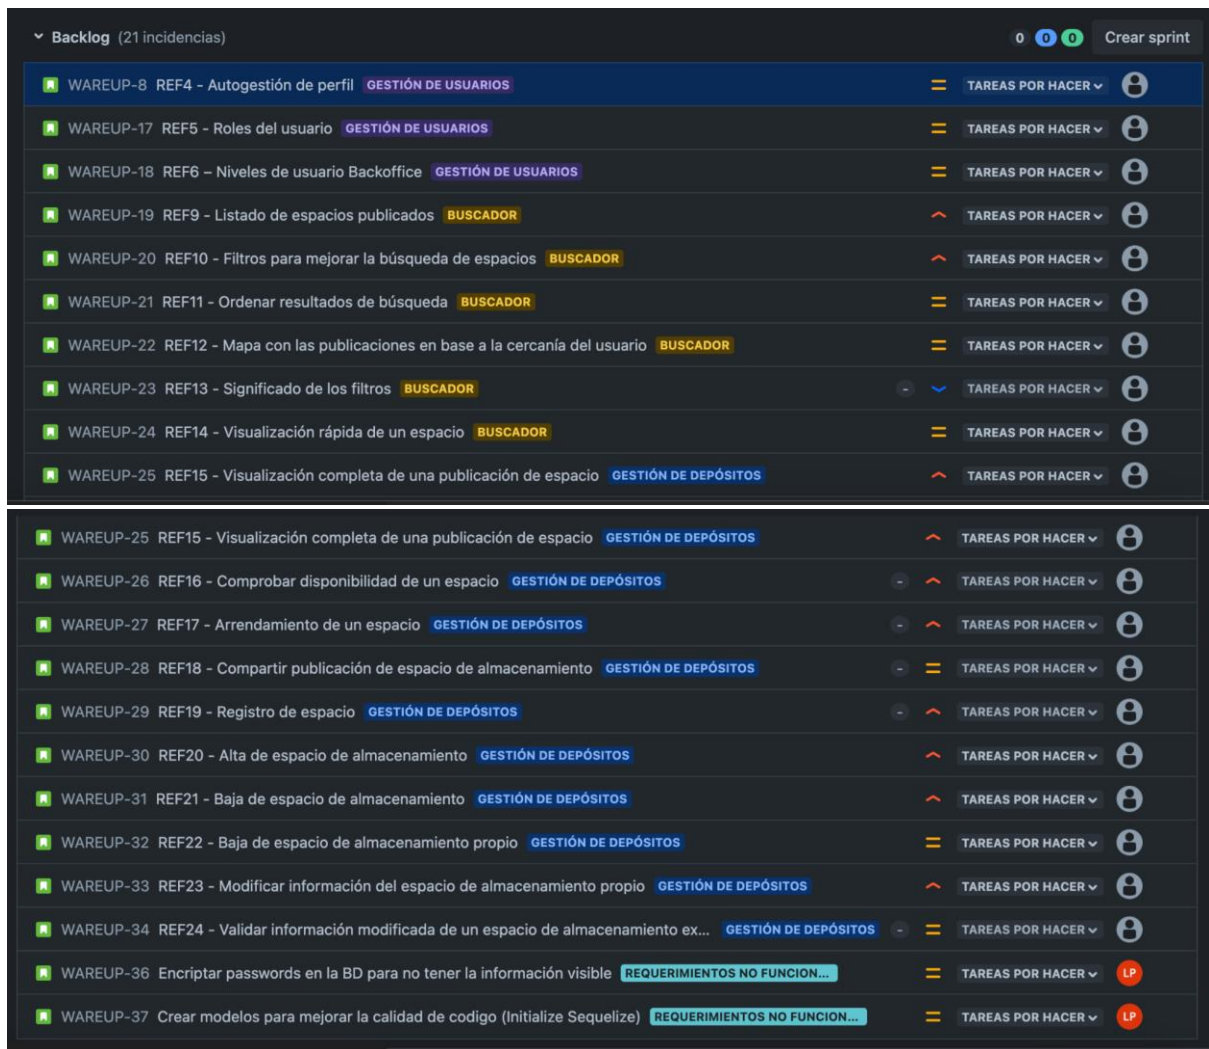 Backlog (21 incidencias) 0 0 0 Crear sprint
WAREUP-8 REF4 - Autogestión de perfil GESTIÓN DE USUARIOS TAREAS POR HACER
WAREUP-17 REF5 - Roles del usuario GESTIÓN DE USUARIOS TAREAS POR HACER
WAREUP-18 REF6 – Niveles de usuario Backoffice GESTIÓN DE USUARIOS TAREAS POR HACER
WAREUP-19 REF9 - Listado de espacios publicados BUSCADOR TAREAS POR HACER
WAREUP-20 REF10 - Filtros para mejorar la búsqueda de espacios BUSCADOR TAREAS POR HACER
WAREUP-21 REF11 - Ordenar resultados de búsqueda BUSCADOR TAREAS POR HACER
WAREUP-22 REF12 - Mapa con las publicaciones en base a la cercanía del usuario BUSCADOR TAREAS POR HACER
WAREUP-23 REF13 - Significado de los filtros BUSCADOR - TAREAS POR HACER
WAREUP-24 REF14 - Visualización rápida de un espacio BUSCADOR TAREAS POR HACER
WAREUP-25 REF15 - Visualización completa de una publicación de espacio GESTIÓN DE DEPÓSITOS TAREAS POR HACER
WAREUP-25 REF15 - Visualización completa de una publicación de espacio GESTIÓN DE DEPÓSITOS TAREAS POR HACER
WAREUP-26 REF16 - Comprobar disponibilidad de un espacio GESTIÓN DE DEPÓSITOS - TAREAS POR HACER
WAREUP-27 REF17 - Arrendamiento de un espacio GESTIÓN DE DEPÓSITOS - TAREAS POR HACER
WAREUP-28 REF18 - Compartir publicación de espacio de almacenamiento GESTIÓN DE DEPÓSITOS - TAREAS POR HACER
WAREUP-29 REF19 - Registro de espacio GESTIÓN DE DEPÓSITOS - TAREAS POR HACER
WAREUP-30 REF20 - Alta de espacio de almacenamiento GESTIÓN DE DEPÓSITOS TAREAS POR HACER
WAREUP-31 REF21 - Baja de espacio de almacenamiento GESTIÓN DE DEPÓSITOS TAREAS POR HACER
WAREUP-32 REF22 - Baja de espacio de almacenamiento propio GESTIÓN DE DEPÓSITOS TAREAS POR HACER
WAREUP-33 REF23 - Modificar información del espacio de almacenamiento propio GESTIÓN DE DEPÓSITOS TAREAS POR HACER
WAREUP-34 REF24 - Validar información modificada de un espacio de almacenamiento ex... GESTIÓN DE DEPÓSITOS - TAREAS POR HACER
WAREUP-36 Encriptar passwords en la BD para no tener la información visible REQUERIMIENTOS NO FUNCION... TAREAS POR HACER LP
WAREUP-37 Crear modelos para mejorar la calidad de codigo (Initialize Sequelize) REQUERIMIENTOS NO FUNCION... TAREAS POR HACER LP